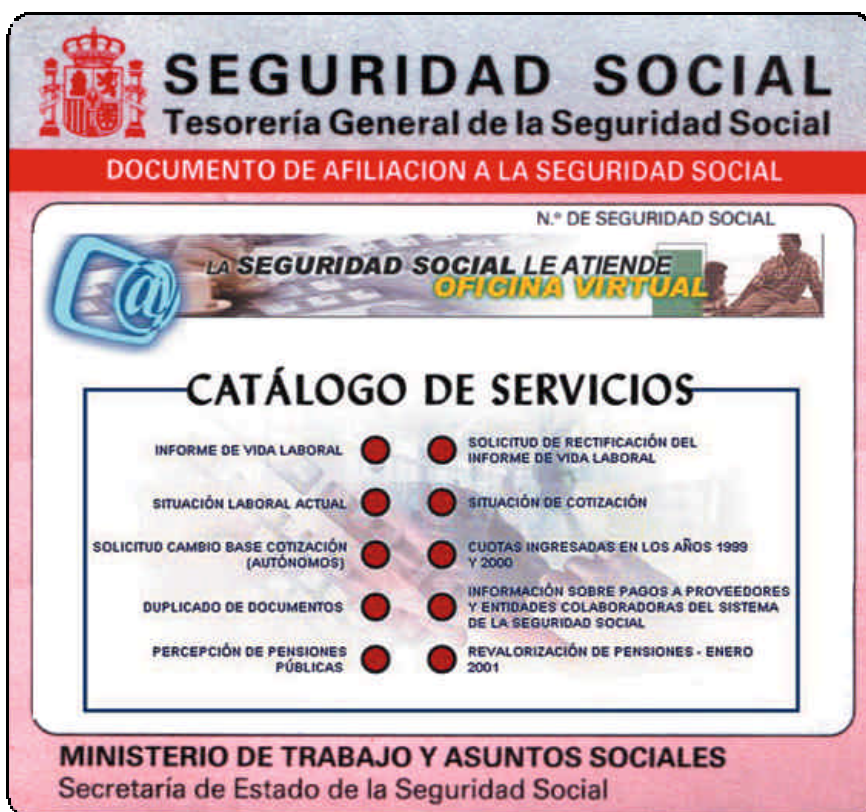 SEGURIDAD SOCIAL
Tesorería General de la Seguridad Social
DOCUMENTO DE AFILIACION A LA SEGURIDAD SOCIAL
N.º DE SEGURIDAD SOCIAL
@
LA SEGURIDAD SOCIAL LE ATIENDE
OFICINA VIRTUAL
CATÁLOGO DE SERVICIOS
INFORME DE VIDA LABORAL
SOLICITUD DE RECTIFICACIÓN DEL
INFORME DE VIDA LABORAL
SITUACIÓN LABORAL ACTUAL
SITUACIÓN DE COTIZACIÓN
SOLICITUD CAMBIO BASE COTIZACIÓN
(AUTÓNOMOS)
CUOTAS INGRESADAS EN LOS AÑOS 1999
Y 2000
DUPLICADO DE DOCUMENTOS
INFORMACIÓN SOBRE PAGOS A PROVEEDORES
Y ENTIDADES COLABORADORAS DEL SISTEMA
DE LA SEGURIDAD SOCIAL
PERCEPCIÓN DE PENSIONES
PÚBLICAS
REVALORIZACIÓN DE PENSIONES - ENERO
2001
MINISTERIO DE TRABAJO Y ASUNTOS SOCIALES
Secretaría de Estado de la Seguridad Social